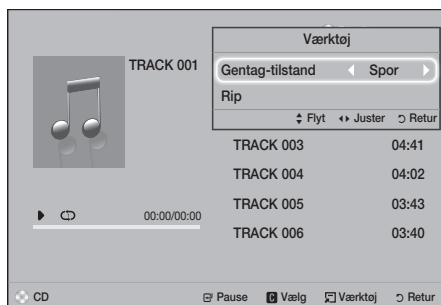 Værktøj
TRACK 001
Gentag-tilstand Spor
Rip
Flyt Juster Retur
TRACK 003 04:41
TRACK 004 04:02
TRACK 005 03:43
00:00/00:00
TRACK 006 03:40
CD Pause C Vælg Værktøj Retur